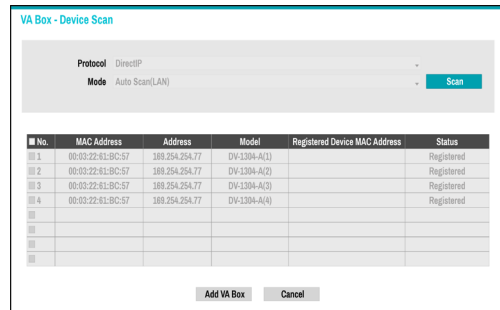 VA Box - Device Scan
Protocol DirectIP
Mode Auto Scan(LAN) Scan
No. MAC Address Address Model Registered Device MAC Address Status
1 00:03:22:61:BC:57 169.254.254.77 DV-1304-A(1) Registered
2 00:03:22:61:BC:57 169.254.254.77 DV-1304-A(2) Registered
3 00:03:22:61:BC:57 169.254.254.77 DV-1304-A(3) Registered
4 00:03:22:61:BC:57 169.254.254.77 DV-1304-A(4) Registered
Add VA Box Cancel